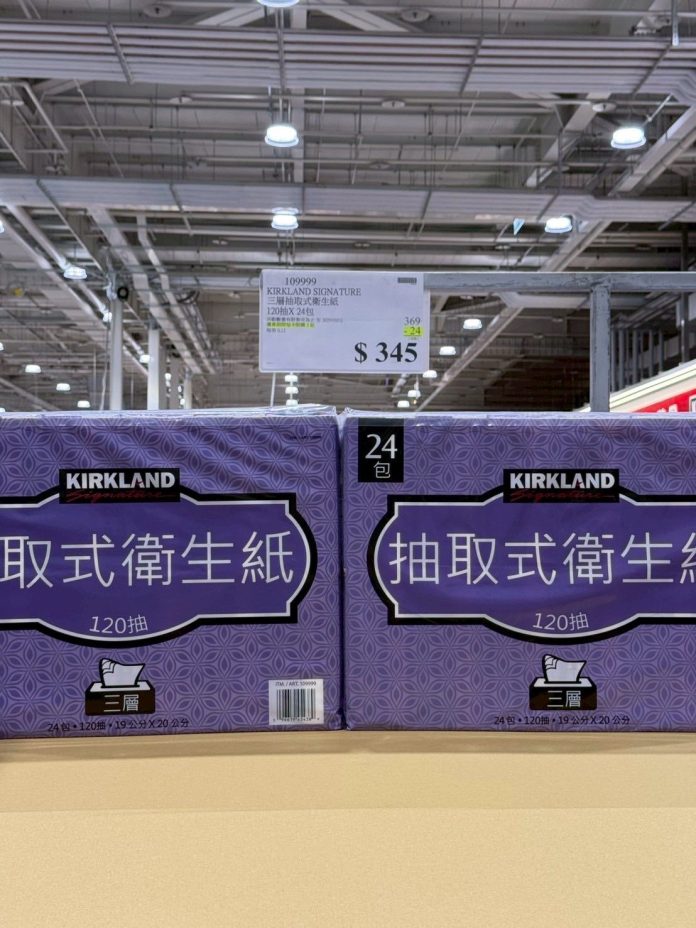 109999
KIRKLAND SIGNATURE
三層抽取式衛生紙
120抽X 24包
369
- 24
$ 345
KIRKLAND
Signature
取式衛生紙
120抽
三層
24包・120抽・19公分X20公分
ITM. / ART. 109999
24
包
KIRKLAND
Signature
抽取式衛生
120抽
三層
24包・120抽・19公分X20公分